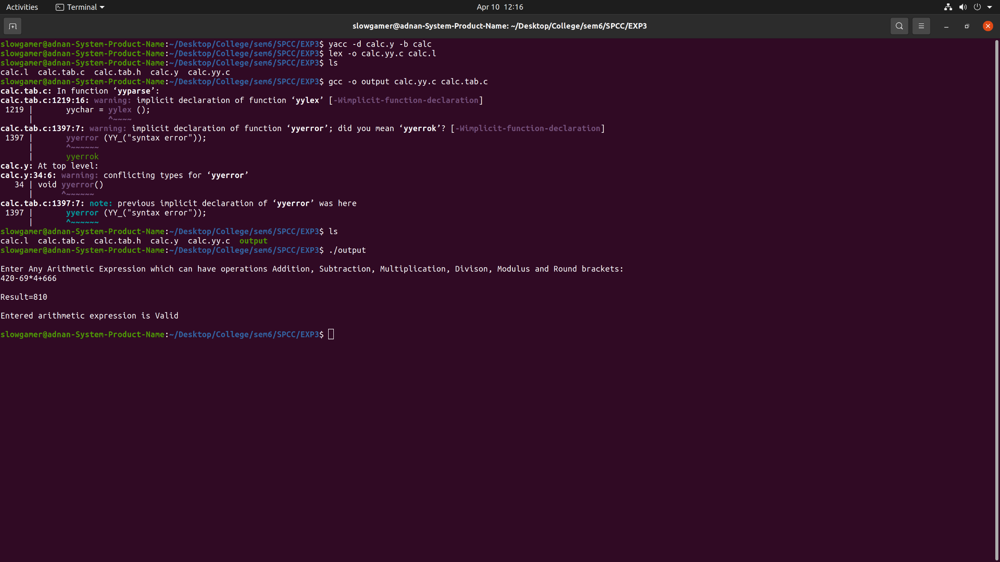 Activities Terminal Apr 10 12:16
slowgamer@adnan-System-Product-Name: ~/Desktop/College/sem6/SPCC/EXP3
slowgamer@adnan-System-Product-Name:~/Desktop/College/sem6/SPCC/EXP3$ yacc -d calc.y -b calc
slowgamer@adnan-System-Product-Name:~/Desktop/College/sem6/SPCC/EXP3$ lex -o calc.yy.c calc.l
slowgamer@adnan-System-Product-Name:~/Desktop/College/sem6/SPCC/EXP3$ ls
calc.l  calc.tab.c  calc.tab.h  calc.y  calc.yy.c
slowgamer@adnan-System-Product-Name:~/Desktop/College/sem6/SPCC/EXP3$ gcc -o output calc.yy.c calc.tab.c
calc.tab.c: In function ‘yyparse’:
calc.tab.c:1219:16: warning: implicit declaration of function ‘yylex’ [-Wimplicit-function-declaration]
 1219 |       yychar = yylex ();
      |                ^~~~~
calc.tab.c:1397:7: warning: implicit declaration of function ‘yyerror’; did you mean ‘yyerrok’? [-Wimplicit-function-declaration]
 1397 |       yyerror (YY_("syntax error"));
      |       ^~~~~~~
      |       yyerrok
calc.y: At top level:
calc.y:34:6: warning: conflicting types for ‘yyerror’
   34 | void yyerror()
      |      ^~~~~~~
calc.tab.c:1397:7: note: previous implicit declaration of ‘yyerror’ was here
 1397 |       yyerror (YY_("syntax error"));
      |       ^~~~~~~
slowgamer@adnan-System-Product-Name:~/Desktop/College/sem6/SPCC/EXP3$ ls
calc.l  calc.tab.c  calc.tab.h  calc.y  calc.yy.c  output
slowgamer@adnan-System-Product-Name:~/Desktop/College/sem6/SPCC/EXP3$ ./output
Enter Any Arithmetic Expression which can have operations Addition, Subtraction, Multiplication, Divison, Modulus and Round brackets:
420-69*4+666
Result=810
Entered arithmetic expression is Valid
slowgamer@adnan-System-Product-Name:~/Desktop/College/sem6/SPCC/EXP3$